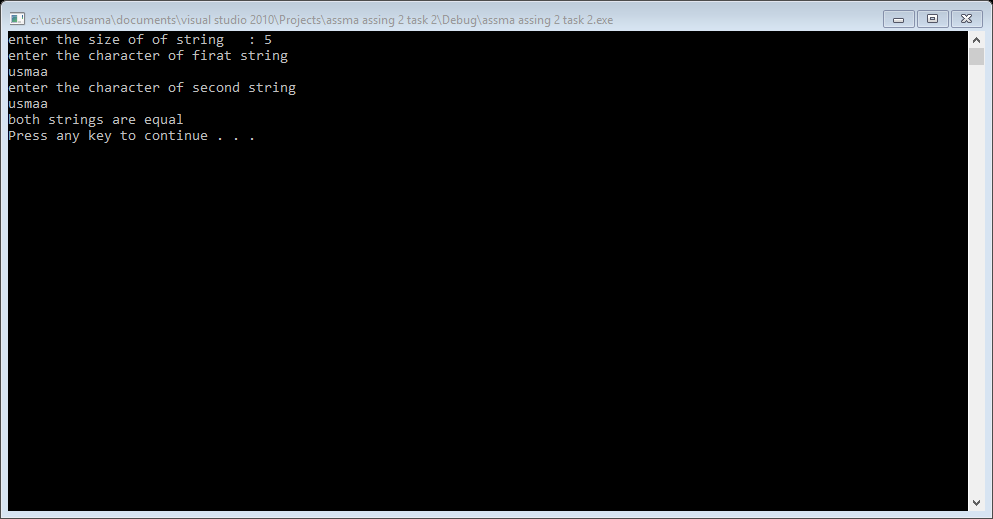 c:\users\usama\documents\visual studio 2010\Projects\assma assing 2 task 2\Debug\assma assing 2 task 2.exe
enter the size of of string   : 5
enter the character of firat string
usmaa
enter the character of second string
usmaa
both strings are equal
Press any key to continue . . .